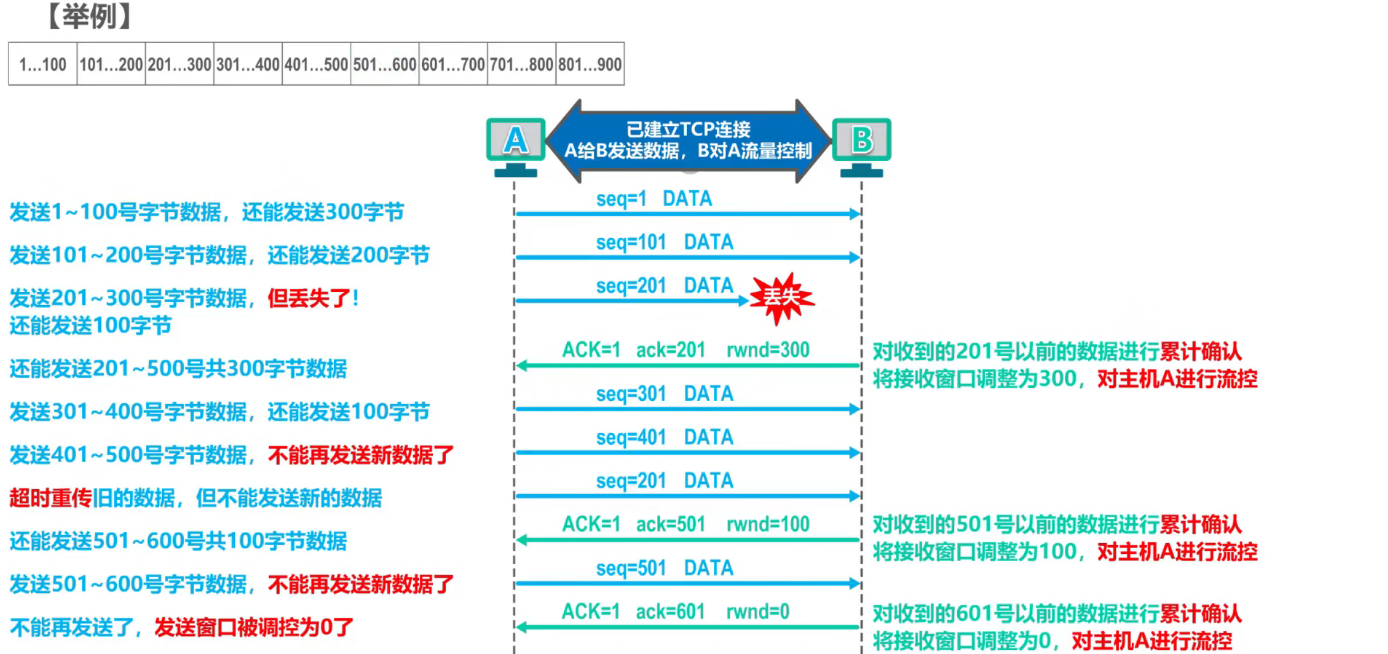 【举例】
1...100 101...200 201...300 301...400 401...500 501...600 601...700 701...800 801...900
A
已建立TCP连接
A给B发送数据，B对A流量控制
B
发送1~100号字节数据，还能发送300字节
seq=1 DATA
发送101~200号字节数据，还能发送200字节
seq=101 DATA
发送201~300号字节数据，但丢失了!
还能发送100字节
seq=201 DATA
丢失
ACK=1 ack=201 rwnd=300
对收到的201号以前的数据进行累计确认
将接收窗口调整为300，对主机A进行流控
还能发送201~500号共300字节数据
发送301~400号字节数据，还能发送100字节
seq=301 DATA
发送401~500号字节数据，不能再发送新数据了
seq=401 DATA
超时重传旧的数据，但不能发送新的数据
seq=201 DATA
ACK=1 ack=501 rwnd=100
对收到的501号以前的数据进行累计确认
将接收窗口调整为100，对主机A进行流控
还能发送501~600号共100字节数据
发送501~600号字节数据，不能再发送新数据了
seq=501 DATA
ACK=1 ack=601 rwnd=0
对收到的601号以前的数据进行累计确认
将接收窗口调整为0，对主机A进行流控
不能再发送了，发送窗口被调控为0了